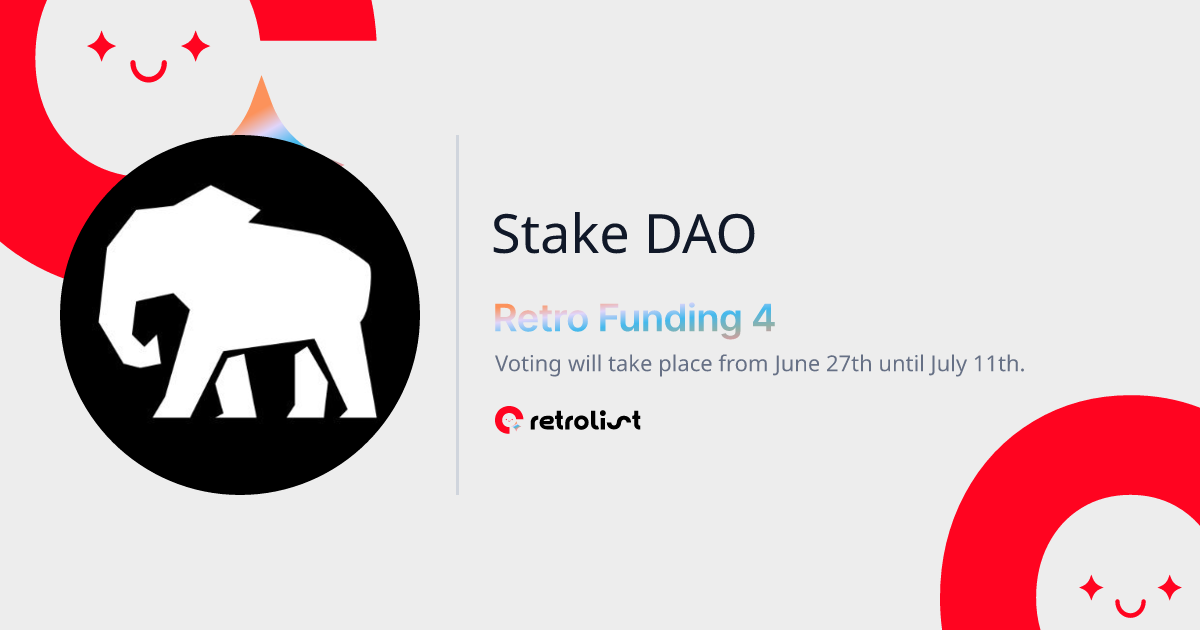 Stake DAO
Retro Funding 4
Voting will take place from June 27th until July 11th.
retrolist